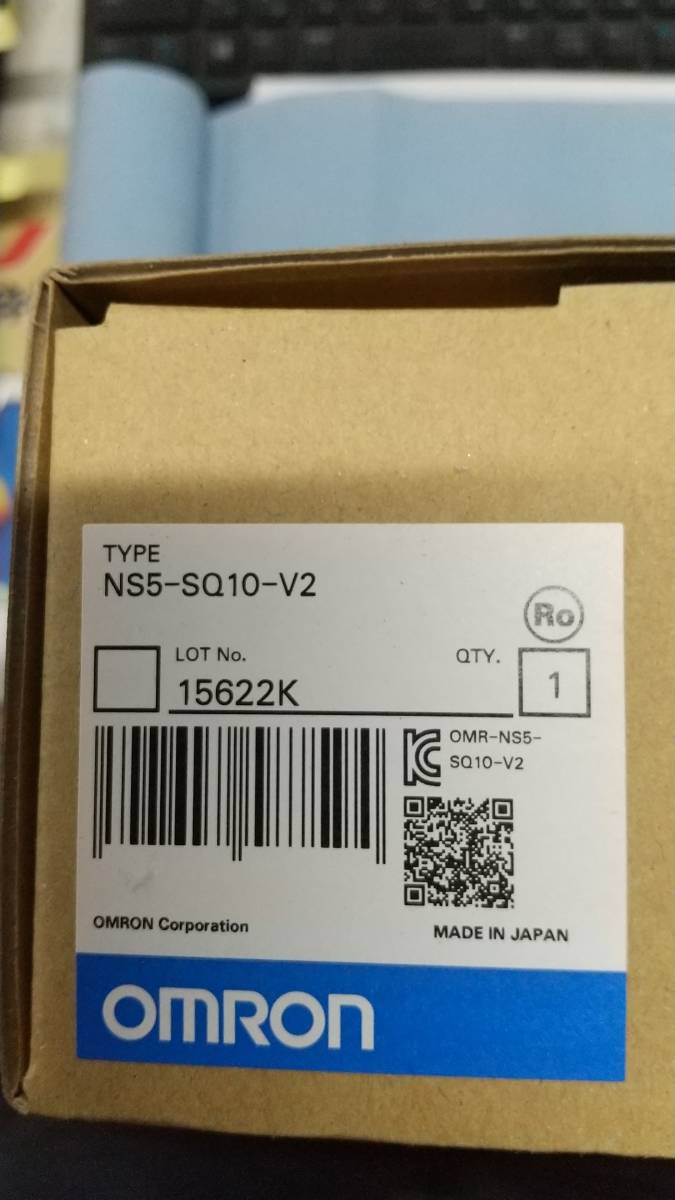 TYPE
NS5-SQ10-V2
Ro
LOT No.
15622K
QTY.
1
OMR-NS5-
SQ10-V2
OMRON Corporation
MADE IN JAPAN
OMRON